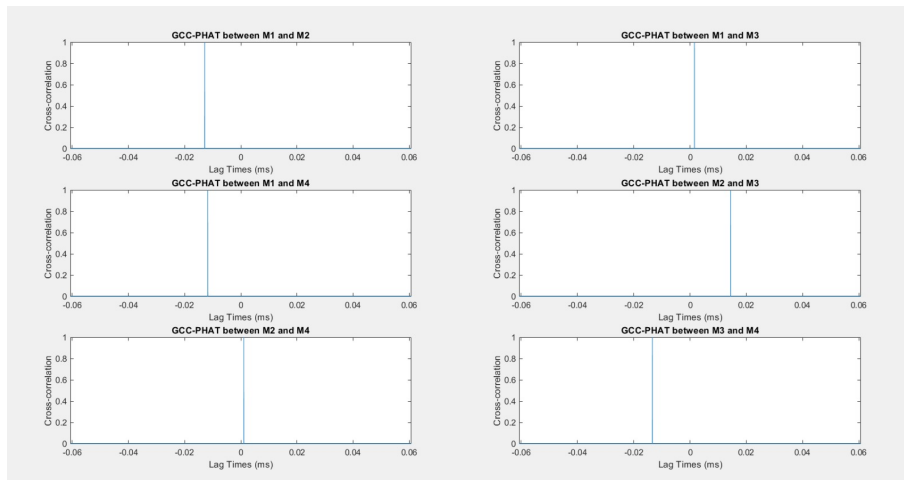 GCC-PHAT between M1 and M2
Cross-correlation
1
0.8
0.6
0.4
0.2
0
-0.06 -0.04 -0.02 0 0.02 0.04 0.06
Lag Times (ms)
GCC-PHAT between M1 and M3
Cross-correlation
1
0.8
0.6
0.4
0.2
0
-0.06 -0.04 -0.02 0 0.02 0.04 0.06
Lag Times (ms)
GCC-PHAT between M1 and M4
Cross-correlation
1
0.8
0.6
0.4
0.2
0
-0.06 -0.04 -0.02 0 0.02 0.04 0.06
Lag Times (ms)
GCC-PHAT between M2 and M3
Cross-correlation
1
0.8
0.6
0.4
0.2
0
-0.06 -0.04 -0.02 0 0.02 0.04 0.06
Lag Times (ms)
GCC-PHAT between M2 and M4
Cross-correlation
1
0.8
0.6
0.4
0.2
0
-0.06 -0.04 -0.02 0 0.02 0.04 0.06
Lag Times (ms)
GCC-PHAT between M3 and M4
Cross-correlation
1
0.8
0.6
0.4
0.2
0
-0.06 -0.04 -0.02 0 0.02 0.04 0.06
Lag Times (ms)